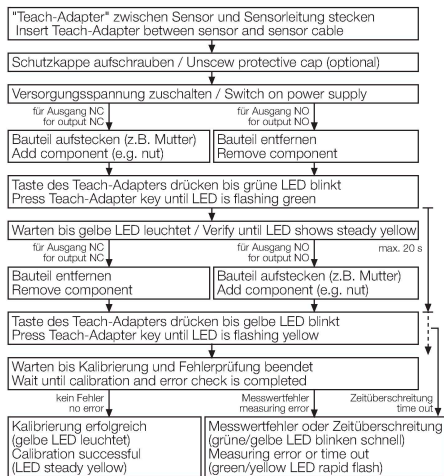 "Teach-Adapter" zwischen Sensor und Sensorleitung stecken
Insert Teach-Adapter between sensor and sensor cable
Schutzkappe aufschrauben / Unscew protective cap (optional)
Versorgungsspannung zuschalten / Switch on power supply
für Ausgang NC
for output NC
für Ausgang NO
for output NO
Bauteil aufstecken (z.B. Mutter)
Add component (e.g. nut)
Bauteil entfernen
Remove component
Taste des Teach-Adapters drücken bis grüne LED blinkt
Press Teach-Adapter key until LED is flashing green
Warten bis gelbe LED leuchtet / Verify until LED shows steady yellow
für Ausgang NC
for output NC
für Ausgang NO
for output NO
max. 20 s
Bauteil entfernen
Remove component
Bauteil aufstecken (z.B. Mutter)
Add component (e.g. nut)
Taste des Teach-Adapters drücken bis gelbe LED blinkt
Press Teach-Adapter key until LED is flashing yellow
Warten bis Kalibrierung und Fehlerprüfung beendet
Wait until calibration and error check is completed
kein Fehler
no error
Messwertfehler
measuring error
Zeitüberschreitung
time out
Kalibrierung erfolgreich
(gelbe LED leuchtet)
Calibration successful
(LED steady yellow)
Messwertfehler oder Zeitüberschreitung
(grüne/gelbe LED blinken schnell)
Measuring error or time out
(green/yellow LED rapid flash)